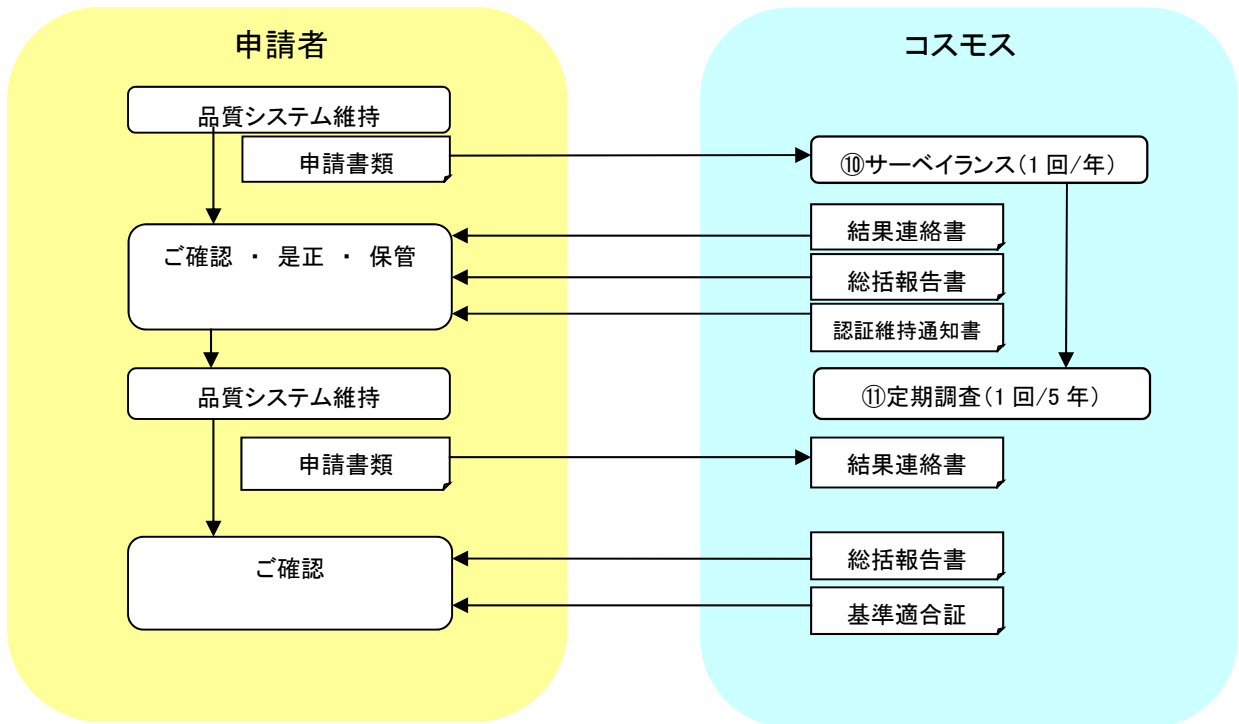 申請者
コスモス
品質システム維持
申請書類
⑩サーベイランス(1回/年)
結果連絡書
ご確認 ・ 是正 ・ 保管
総括報告書
認証維持通知書
品質システム維持
⑪定期調査(1回/5年)
申請書類
結果連絡書
総括報告書
ご確認
基準適合証